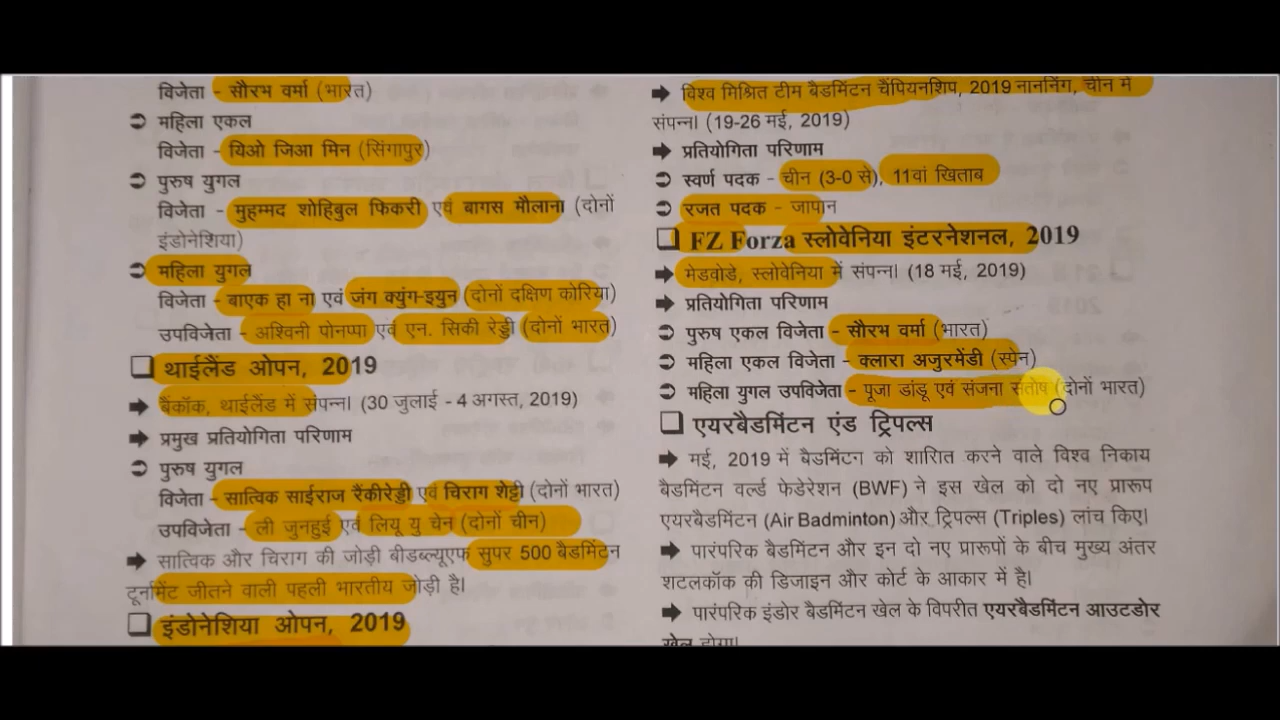 विजेता - सौरभ वर्मा (भारत)
➲ महिला एकल
विजेता - यिओ जिआ मिन (सिंगापुर)
➲ पुरुष युगल
विजेता - मुहम्मद शोहिबुल फिकरी एवं बागस मौलाना (दोनों
इंडोनेशिया)
➲ महिला युगल
विजेता - बाएक हा ना एवं जंग क्युंग-इयुन (दोनों दक्षिण कोरिया)
उपविजेता - अश्विनी पोनप्पा एवं एन. सिकी रेड्डी (दोनों भारत)
❑ थाईलैंड ओपन, 2019
➡ बैंकॉक, थाईलैंड में संपन्न। (30 जुलाई - 4 अगस्त, 2019)
➡ प्रमुख प्रतियोगिता परिणाम
➲ पुरुष युगल
विजेता - सात्विक साईराज रैंकीरेड्डी एवं चिराग शेट्टी (दोनों भारत)
उपविजेता - ली जुनहुई एवं लियू यु चेन (दोनों चीन)
➡ सात्विक और चिराग की जोड़ी बीडब्ल्यूएफ सुपर 500 बैडमिंटन
टूर्नामेंट जीतने वाली पहली भारतीय जोड़ी है।
❑ इंडोनेशिया ओपन, 2019
➡ विश्व मिश्रित टीम बैडमिंटन चैंपियनशिप, 2019 नाननिंग, चीन में
संपन्न। (19-26 मई, 2019)
➡ प्रतियोगिता परिणाम
➲ स्वर्ण पदक - चीन (3-0 से), 11वां खिताब
➲ रजत पदक - जापान
❑ FZ Forza स्लोवेनिया इंटरनेशनल, 2019
➡ मेडवोडे, स्लोवेनिया में संपन्न। (18 मई, 2019)
➡ प्रतियोगिता परिणाम
➲ पुरुष एकल विजेता - सौरभ वर्मा (भारत)
➲ महिला एकल विजेता - क्लारा अजुरमेंडी (स्पेन)
➲ महिला युगल उपविजेता - पूजा डांडू एवं संजना संतोष (दोनों भारत)
❑ एयरबैडमिंटन एंड ट्रिपल्स
➡ मई, 2019 में बैडमिंटन को शासित करने वाले विश्व निकाय
बैडमिंटन वर्ल्ड फेडेरेशन (BWF) ने इस खेल को दो नए प्रारूप
एयरबैडमिंटन (Air Badminton) और ट्रिपल्स (Triples) लांच किए।
➡ पारंपरिक बैडमिंटन और इन दो नए प्रारूपों के बीच मुख्य अंतर
शटलकॉक की डिजाइन और कोर्ट के आकार में है।
➡ पारंपरिक इंडोर बैडमिंटन खेल के विपरीत एयरबैडमिंटन आउटडोर
खेल होगा।